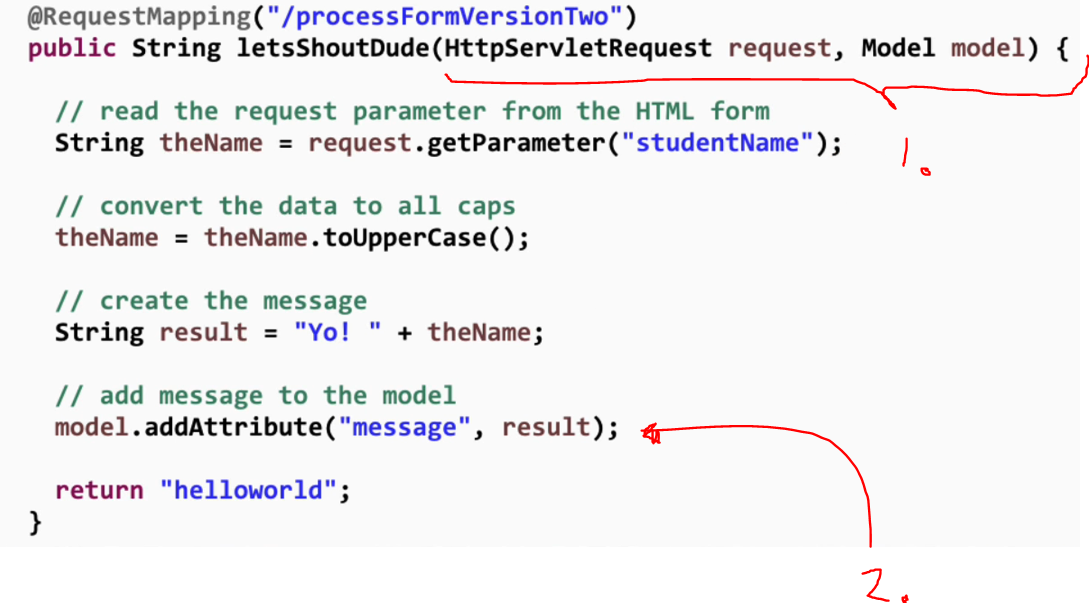 @RequestMapping("/processFormVersionTwo")
public String letsShoutDude(HttpServletRequest request, Model model) {
// read the request parameter from the HTML form
String theName = request.getParameter("studentName");
1.
// convert the data to all caps
theName = theName.toUpperCase();
// create the message
String result = "Yo! " + theName;
// add message to the model
model.addAttribute("message", result);
return "helloworld";
}
2.